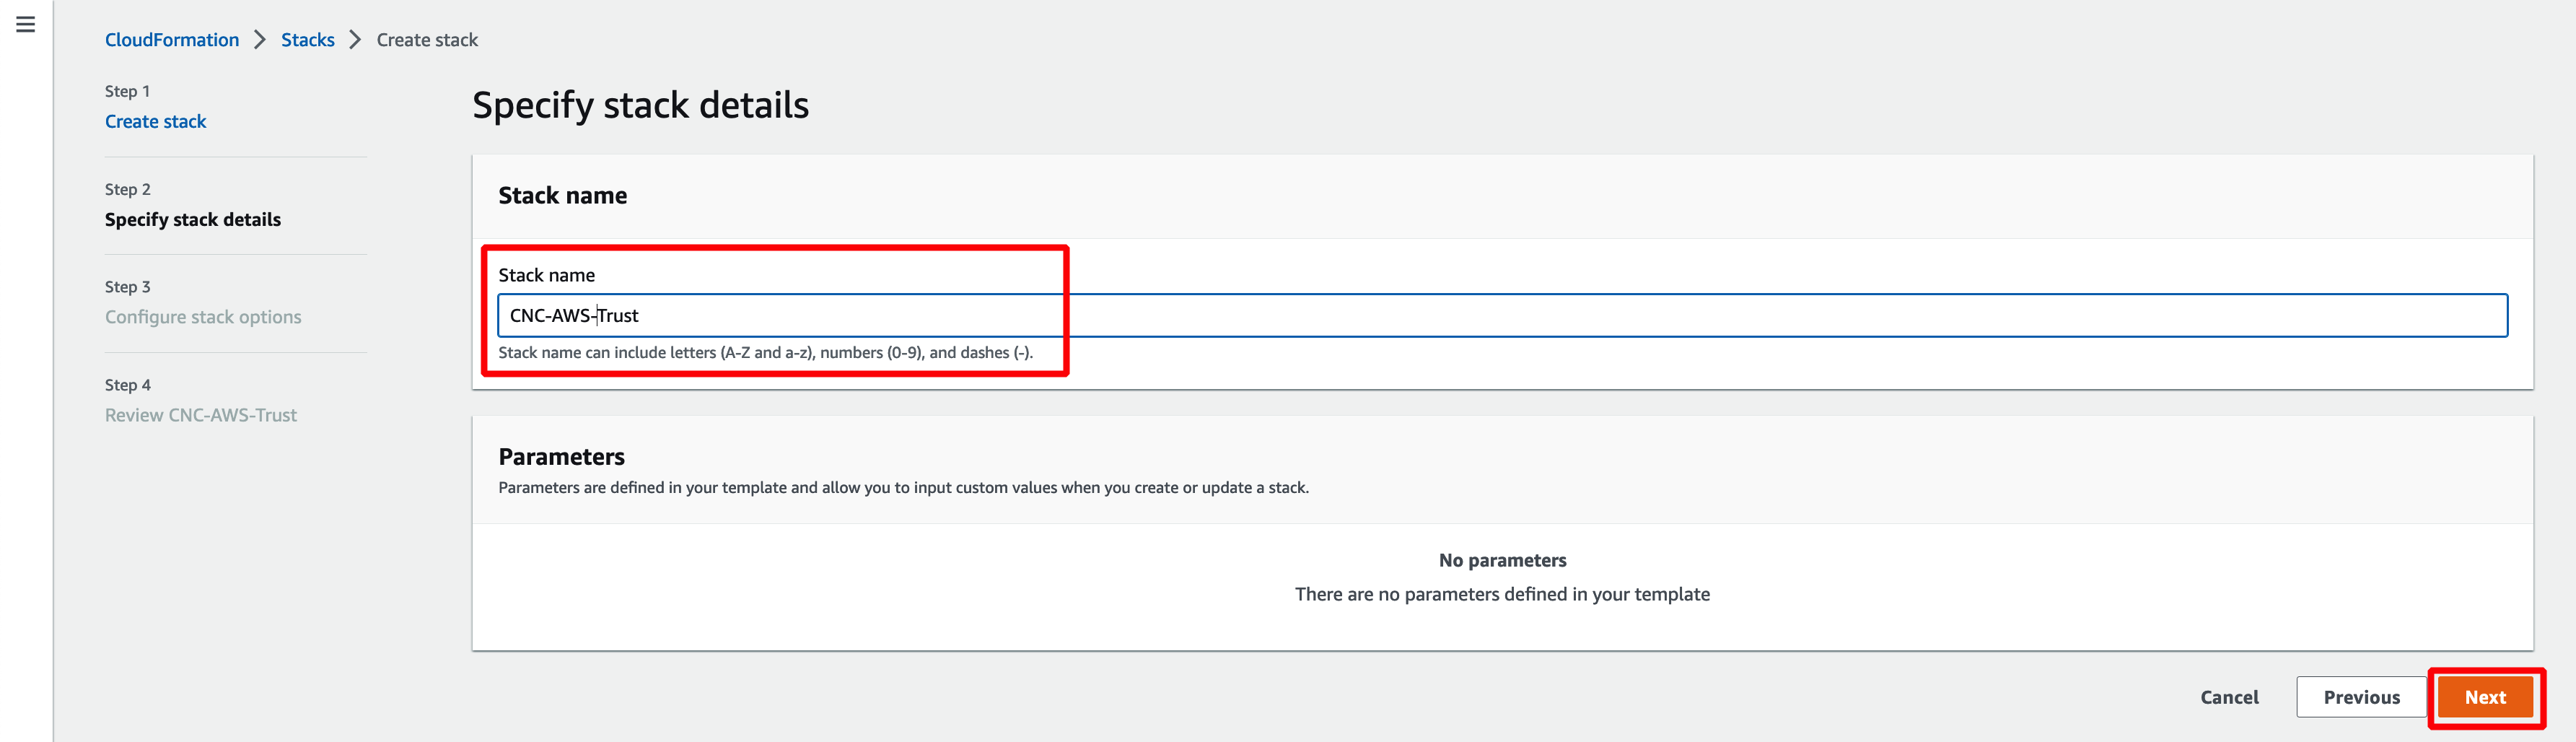 CloudFormation > Stacks > Create stack
Step 1
Create stack
Step 2
Specify stack details
Step 3
Configure stack options
Step 4
Review CNC-AWS-Trust
Specify stack details
Stack name
Stack name
CNC-AWS-Trust
Stack name can include letters (A-Z and a-z), numbers (0-9), and dashes (-).
Parameters
Parameters are defined in your template and allow you to input custom values when you create or update a stack.
No parameters
There are no parameters defined in your template
Cancel Previous Next